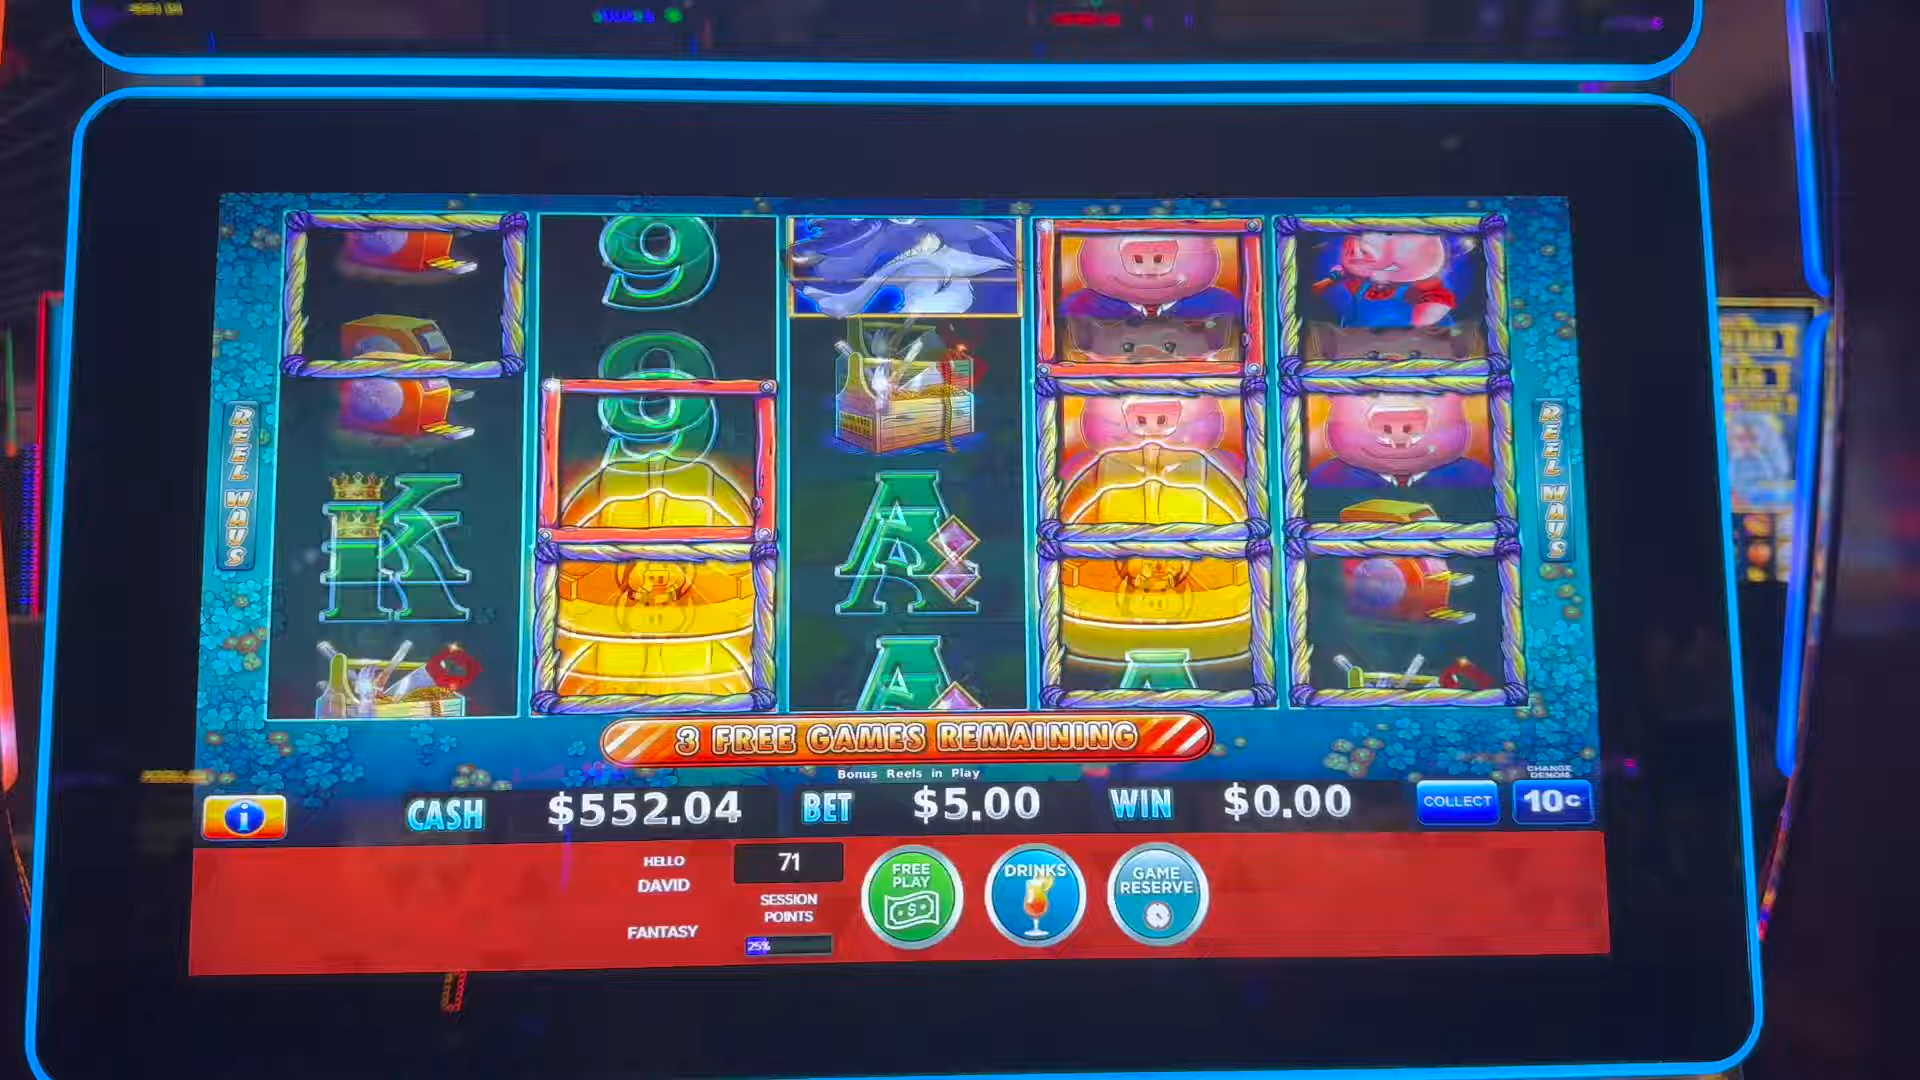 9
9
K
A
A
REEL WAYS
REEL WAYS
3 FREE GAMES REMAINING
Bonus Reels in Play
CASH $552.04 BET $5.00 WIN $0.00 COLLECT
CHANGE DENOM
10¢
HELLO
DAVID
FANTASY
71
SESSION
POINTS
25%
FREE
PLAY
DRINKS
GAME
RESERVE